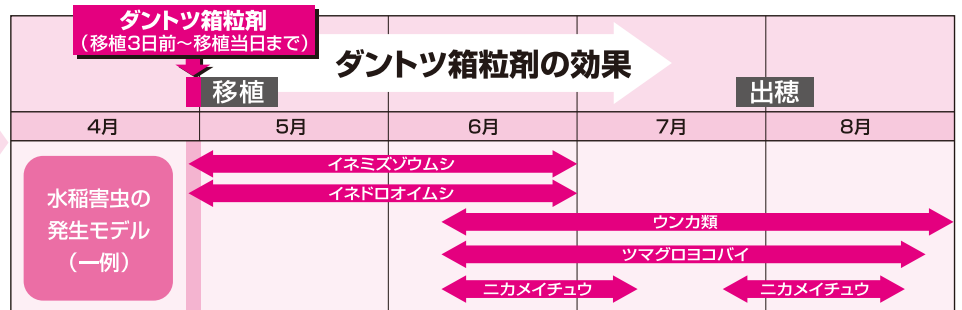 ダントツ箱粒剤
（移植3日前～移植当日まで）
ダントツ箱粒剤の効果
移植
出穂
4月
5月
6月
7月
8月
水稲害虫の
発生モデル
（一例）
イネミズゾウムシ
イネドロオイムシ
ウンカ類
ツマグロヨコバイ
ニカメイチュウ
ニカメイチュウ